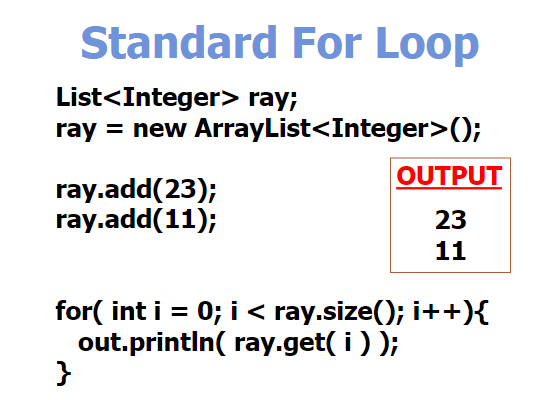 Standard For Loop
List<Integer> ray;
ray = new ArrayList<Integer>();
ray.add(23);
ray.add(11);
OUTPUT
23
11
for( int i = 0; i < ray.size(); i++){
out.println( ray.get( i ) );
}